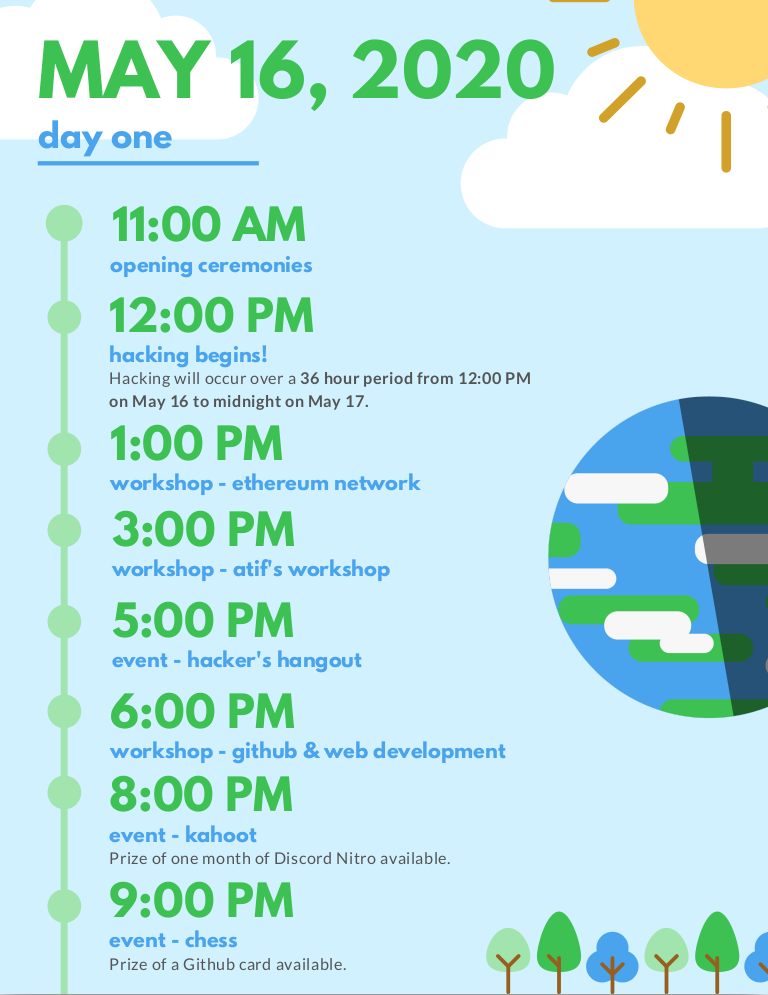 MAY 16, 2020
day one
11:00 AM
opening ceremonies
12:00 PM
hacking begins!
Hacking will occur over a 36 hour period from 12:00 PM
on May 16 to midnight on May 17.
1:00 PM
workshop - ethereum network
3:00 PM
workshop - atif's workshop
5:00 PM
event - hacker's hangout
6:00 PM
workshop - github & web development
8:00 PM
event - kahoot
Prize of one month of Discord Nitro available.
9:00 PM
event - chess
Prize of a Github card available.